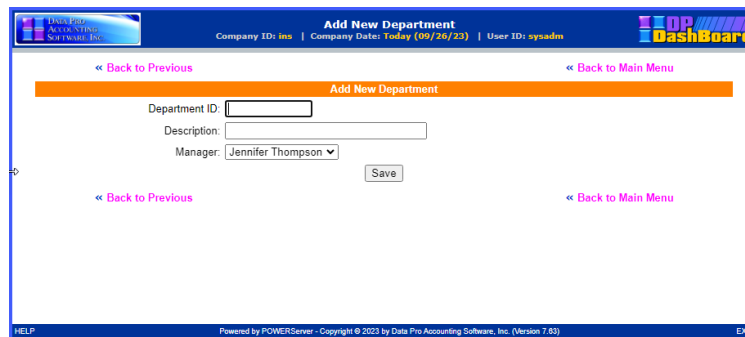 DATA PRO
ACCOUNTING
SOFTWARE, INC.
Add New Department
Company ID: ins | Company Date: Today (09/26/23) | User ID: sysadm
DP
DashBoard
« Back to Previous
« Back to Main Menu
Add New Department
Department ID:
Description:
Manager: Jennifer Thompson
Save
« Back to Previous
« Back to Main Menu
HELP
Powered by POWERServer - Copyright © 2023 by Data Pro Accounting Software, Inc. (Version 7.63)
EX